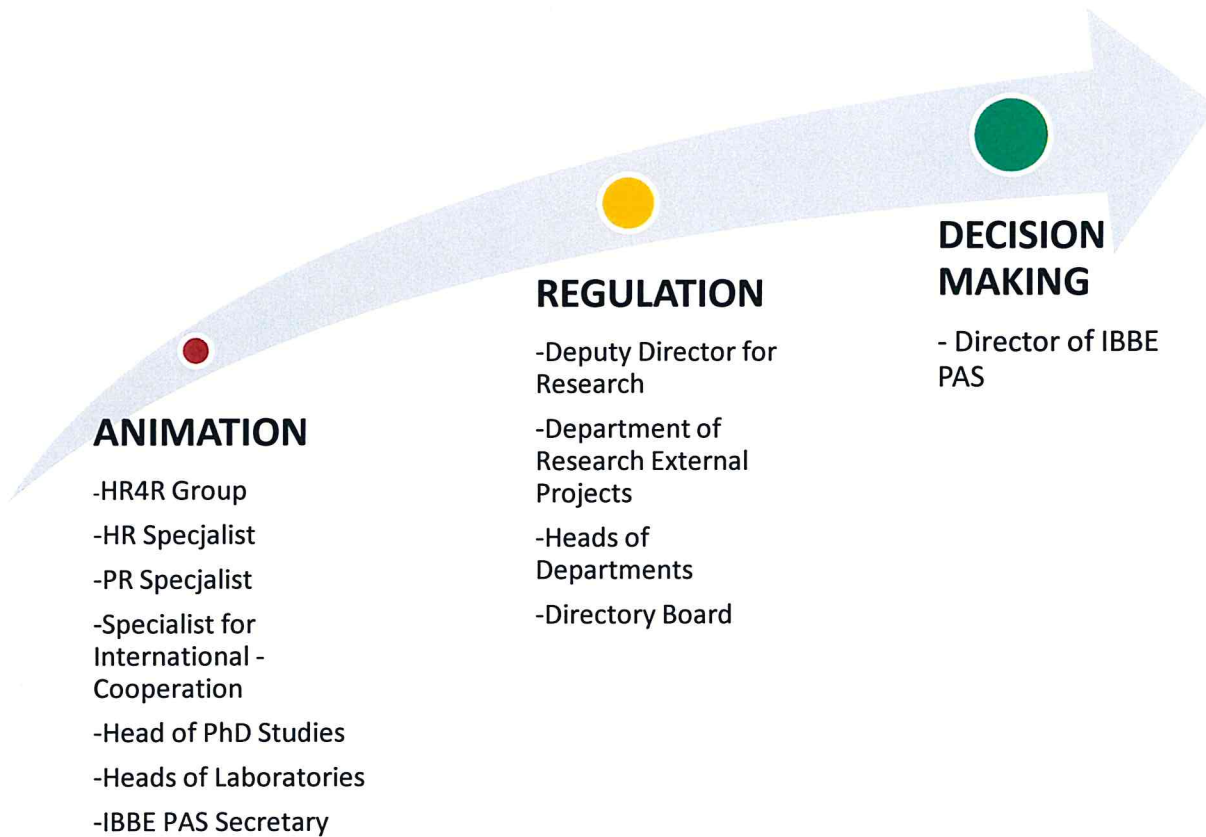 ANIMATION
-HR4R Group
-HR Specjalist
-PR Specjalist
-Specialist for
International -
Cooperation
-Head of PhD Studies
-Heads of Laboratories
-IBBE PAS Secretary
REGULATION
-Deputy Director for
Research
-Department of
Research External
Projects
-Heads of
Departments
-Directory Board
DECISION
MAKING
- Director of IBBE
PAS